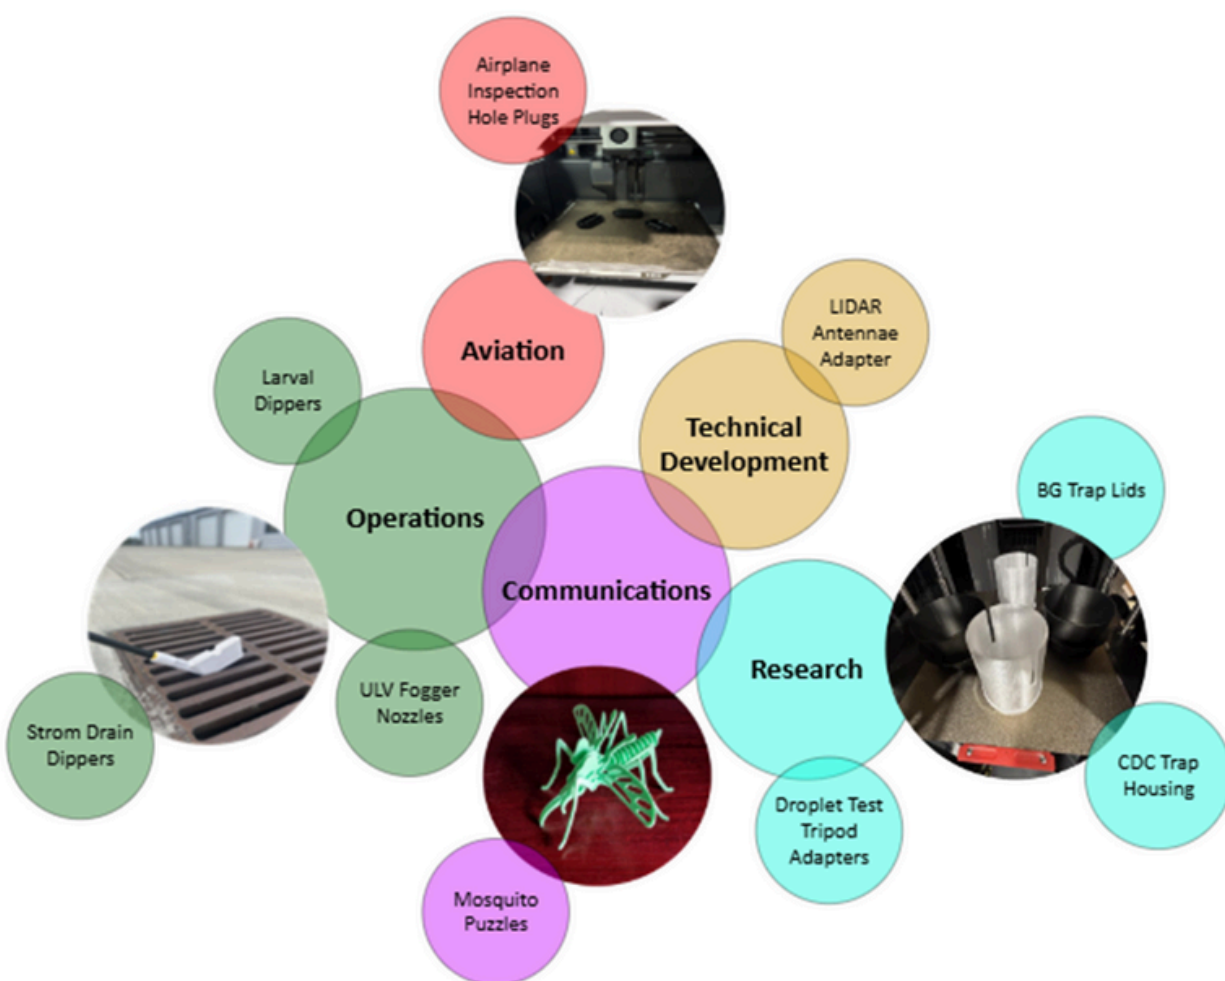 Airplane
Inspection
Hole Plugs
Aviation
LIDAR
Antennae
Adapter
Larval
Dippers
Technical
Development
BG Trap Lids
Operations
Communications
Research
ULV Fogger
Nozzles
Strom Drain
Dippers
CDC Trap
Housing
Droplet Test
Tripod
Adapters
Mosquito
Puzzles